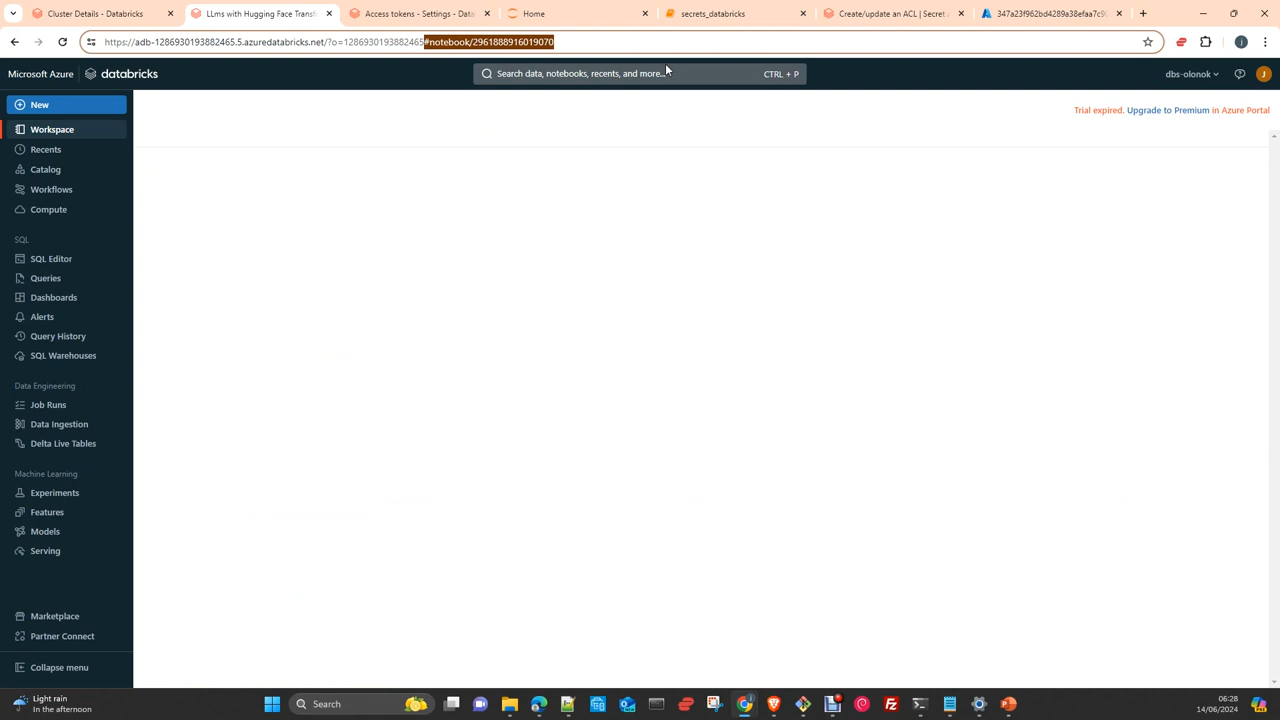 Cluster Details - Databricks
LLms with Hugging Face Transf
Access tokens - Settings - Data
Home
secrets_databricks
Create/update an ACL | Secret
347a23f962bd4289a38efaa7c9
https://adb-1286930193882465.5.azuredatabricks.net/?o=1286930193882465#notebook/2961888916019070
Microsoft Azure
databricks
Search data, notebooks, recents, and more...
CTRL + P
dbs-olonok
New
Trial expired. Upgrade to Premium in Azure Portal
Workspace
Recents
Catalog
Workflows
Compute
SQL
SQL Editor
Queries
Dashboards
Alerts
Query History
SQL Warehouses
Data Engineering
Job Runs
Data Ingestion
Delta Live Tables
Machine Learning
Experiments
Features
Models
Serving
Marketplace
Partner Connect
Collapse menu
Light rain
In the afternoon
Search
06:28
14/06/2024